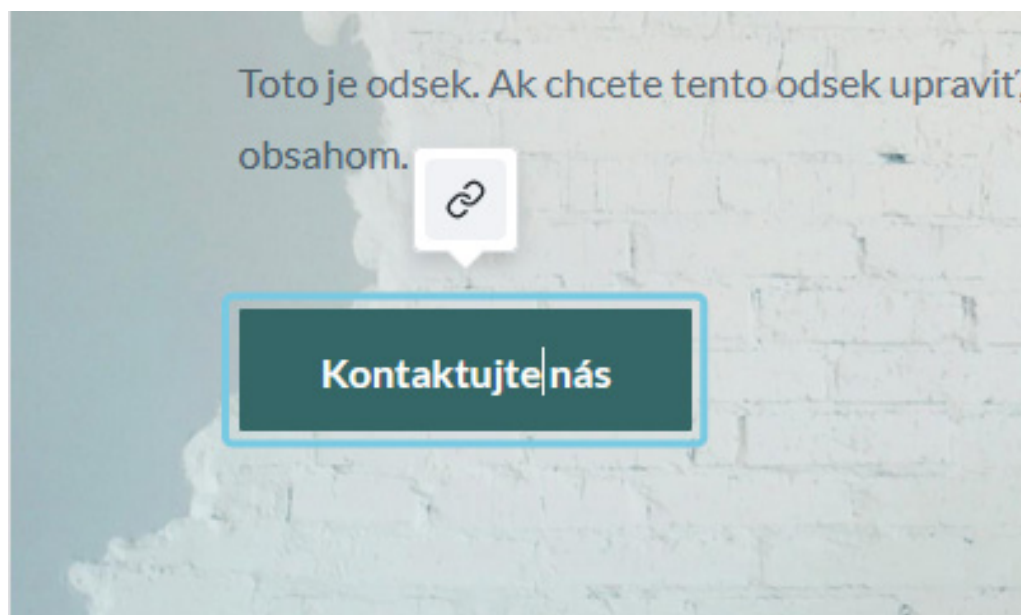 Toto je odsek. Ak chcete tento odsek upraviť,
obsahom.
Kontaktujte nás